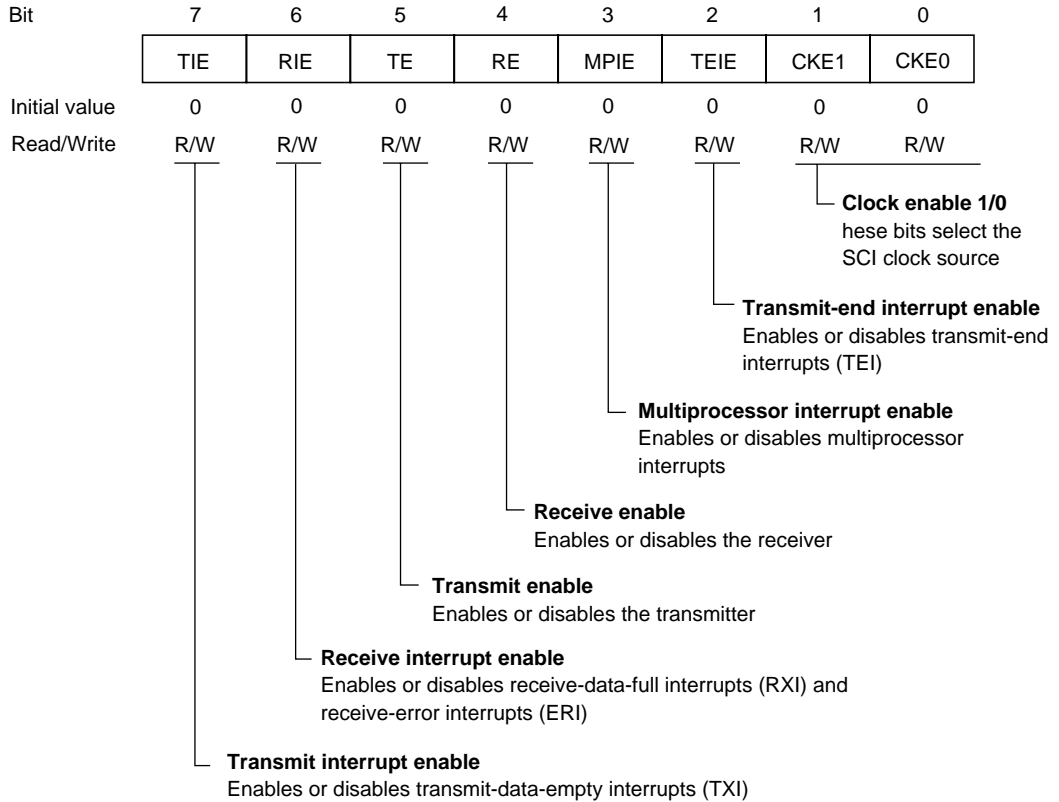 Bit 7 6 5 4 3 2 1 0
TIE RIE TE RE MPIE TEIE CKE1 CKE0
Initial value 0 0 0 0 0 0 0 0
Read/Write R/W R/W R/W R/W R/W R/W R/W R/W
Clock enable 1/0
hese bits select the
SCI clock source
Transmit-end interrupt enable
Enables or disables transmit-end
interrupts (TEI)
Multiprocessor interrupt enable
Enables or disables multiprocessor
interrupts
Receive enable
Enables or disables the receiver
Transmit enable
Enables or disables the transmitter
Receive interrupt enable
Enables or disables receive-data-full interrupts (RXI) and
receive-error interrupts (ERI)
Transmit interrupt enable
Enables or disables transmit-data-empty interrupts (TXI)